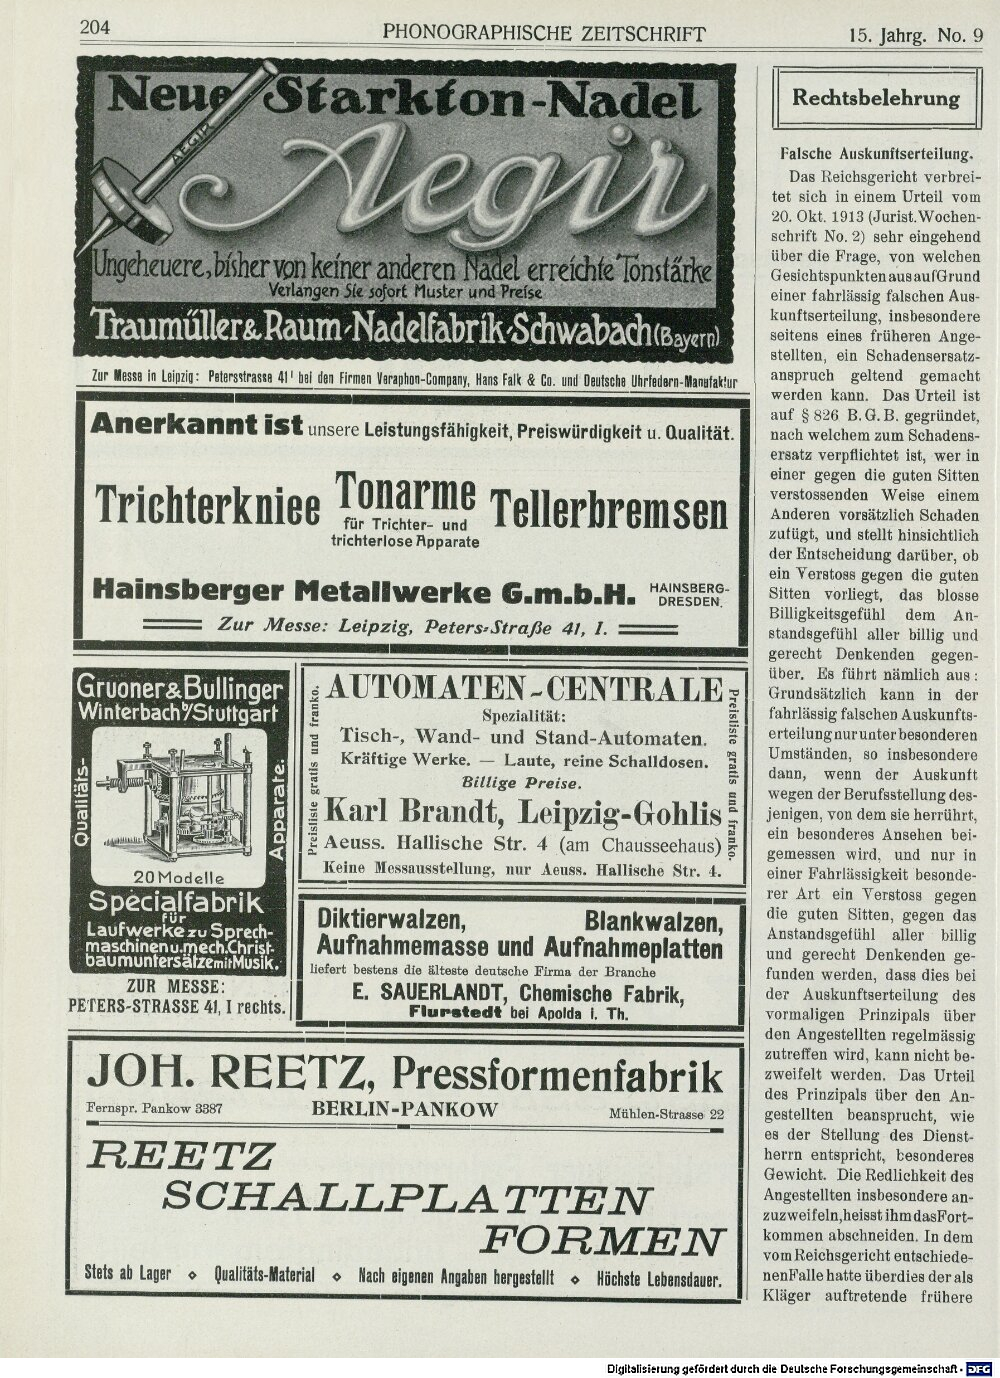 204
PHONOGRAPHISCHE ZEITSCHRIFT
15. Jahrg. No. 9
Neue Starkton-Nadel
AEGIR
Aegir
Ungeheuere, bisher von keiner anderen Nadel erreichte Tonstärke
Verlangen Sie sofort Muster und Preise
Traumüller & Raum-Nadelfabrik-Schwabach (Bayern)
Zur Messe in Leipzig: Petersstrasse 41¹ bei den Firmen Veraphon-Company, Hans Falk & Co. und Deutsche Uhrfedern-Manufaktur
Anerkannt ist unsere Leistungsfähigkeit, Preiswürdigkeit u. Qualität.
Trichterkniee Tonarme Tellerbremsen
für Trichter- und
trichterlose Apparate
Hainsberger Metallwerke G.m.b.H. HAINSBERG-
DRESDEN.
Zur Messe: Leipzig, Peters-Straße 41, I.
Gruoner & Bullinger
Winterbach b/Stuttgart
Qualitäts-
Apparate.
20 Modelle
Specialfabrik
für
Laufwerke zu Sprech-
maschinen u. mech. Christ-
baumuntersätze mit Musik.
ZUR MESSE:
PETERS-STRASSE 41, I rechts.
Preisliste gratis und franko.
AUTOMATEN-CENTRALE
Spezialität:
Tisch-, Wand- und Stand-Automaten.
Kräftige Werke. — Laute, reine Schalldosen.
Billige Preise.
Karl Brandt, Leipzig-Gohlis
Aeuss. Hallische Str. 4 (am Chausseehaus)
Keine Messausstellung, nur Aeuss. Hallische Str. 4.
Preisliste gratis und franko.
Diktierwalzen, Blankwalzen,
Aufnahmemasse und Aufnahmeplatten
liefert bestens die älteste deutsche Firma der Branche
E. SAUERLANDT, Chemische Fabrik,
Flurstedt bei Apolda i. Th.
JOH. REETZ, Pressformenfabrik
Fernspr. Pankow 3387 BERLIN-PANKOW Mühlen-Strasse 22
REETZ
SCHALLPLATTEN
FORMEN
Stets ab Lager ⋄ Qualitäts-Material ⋄ Nach eigenen Angaben hergestellt ⋄ Höchste Lebensdauer.
Rechtsbelehrung
Falsche Auskunftserteilung.
Das Reichsgericht verbrei-
tet sich in einem Urteil vom
20. Okt. 1913 (Jurist. Wochen-
schrift No. 2) sehr eingehend
über die Frage, von welchen
Gesichtspunkten aus auf Grund
einer fahrlässig falschen Aus-
kunftserteilung, insbesondere
seitens eines früheren Ange-
stellten, ein Schadensersatz-
anspruch geltend gemacht
werden kann. Das Urteil ist
auf § 826 B.G.B. gegründet,
nach welchem zum Schadens-
ersatz verpflichtet ist, wer in
einer gegen die guten Sitten
verstossenden Weise einem
Anderen vorsätzlich Schaden
zufügt, und stellt hinsichtlich
der Entscheidung darüber, ob
ein Verstoss gegen die guten
Sitten vorliegt, das blosse
Billigkeitsgefühl dem An-
standsgefühl aller billig und
gerecht Denkenden gegen-
über. Es führt nämlich aus:
Grundsätzlich kann in der
fahrlässig falschen Auskunfts-
erteilung nur unter besonderen
Umständen, so insbesondere
dann, wenn der Auskunft
wegen der Berufsstellung des-
jenigen, von dem sie herrührt,
ein besonderes Ansehen bei-
gemessen wird, und nur in
einer Fahrlässigkeit besonde-
rer Art ein Verstoss gegen
die guten Sitten, gegen das
Anstandsgefühl aller billig
und gerecht Denkenden ge-
funden werden, dass dies bei
der Auskunftserteilung des
vormaligen Prinzipals über
den Angestellten regelmässig
zutreffen wird, kann nicht be-
zweifelt werden. Das Urteil
des Prinzipals über den An-
gestellten beansprucht, wie
es der Stellung des Dienst-
herrn entspricht, besonderes
Gewicht. Die Redlichkeit des
Angestellten insbesondere an-
zuzweifeln, heisst ihm das Fort-
kommen abschneiden. In dem
vom Reichsgericht entschiede-
nen Falle hatte überdies der als
Kläger auftretende frühere
Digitalisierung gefördert durch die Deutsche Forschungsgemeinschaft - DFG